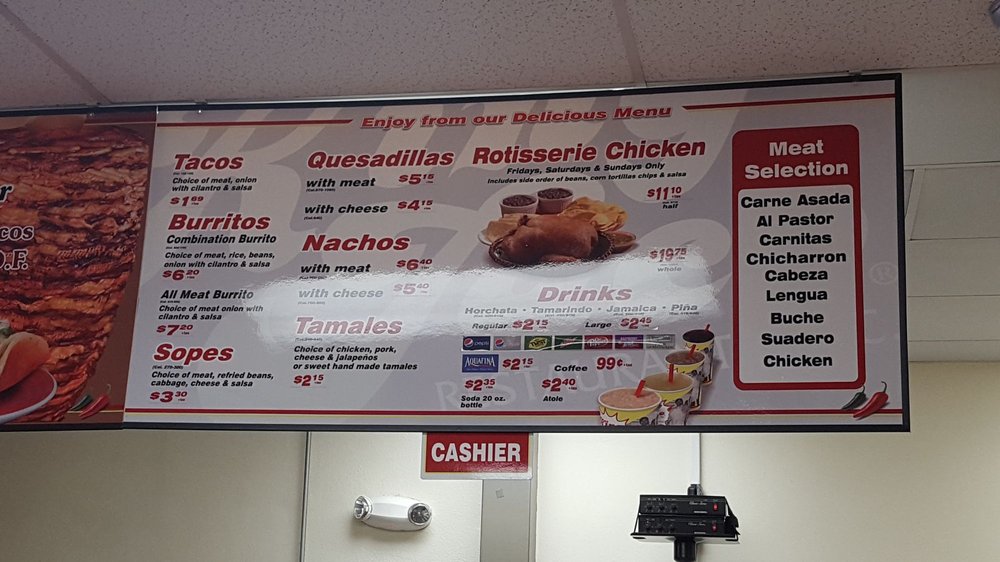 Enjoy from our Delicious Menu
Tacos
Choice of meat, onion
with cilantro & salsa
$1 89
Burritos
Combination Burrito
Choice of meat, rice, beans,
onion with cilantro & salsa
$6 20
All Meat Burrito
Choice of meat onion with
cilantro & salsa
$7 20
Sopes
Choice of meat, refried beans,
cabbage, cheese & salsa
$3 30
Quesadillas
with meat $5 15
with cheese $4 15
Nachos
with meat $6 40
with cheese $5 40
Tamales
Choice of chicken, pork,
cheese & jalapeños
or sweet hand made tamales
$2 15
Rotisserie Chicken
Fridays, Saturdays & Sundays Only
Includes side order of beans, corn tortillas chips & salsa
$11 10
half
$19 75
whole
Drinks
Horchata • Tamarindo • Jamaica • Piña
Regular $2 15 Large $2 45
pepsi
AQUAFINA $2 15 Coffee 99¢
$2 35
Soda 20 oz.
bottle
$2 40
Atole
Meat
Selection
Carne Asada
Al Pastor
Carnitas
Chicharron
Cabeza
Lengua
Buche
Suadero
Chicken
COS
D.F.
CASHIER